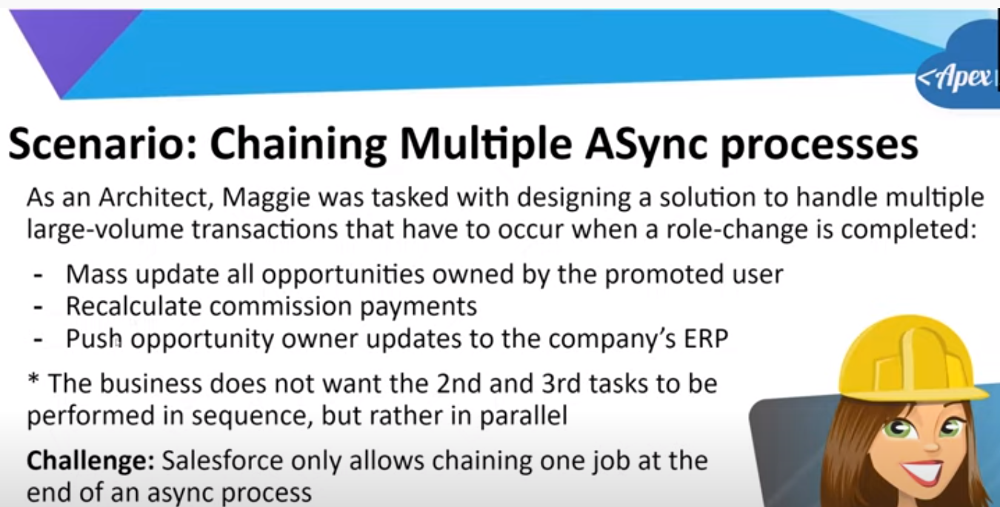 <Apex
Scenario: Chaining Multiple ASync processes
As an Architect, Maggie was tasked with designing a solution to handle multiple
large-volume transactions that have to occur when a role-change is completed:
- Mass update all opportunities owned by the promoted user
- Recalculate commission payments
- Push opportunity owner updates to the company’s ERP
* The business does not want the 2nd and 3rd tasks to be
performed in sequence, but rather in parallel
Challenge: Salesforce only allows chaining one job at the
end of an async process